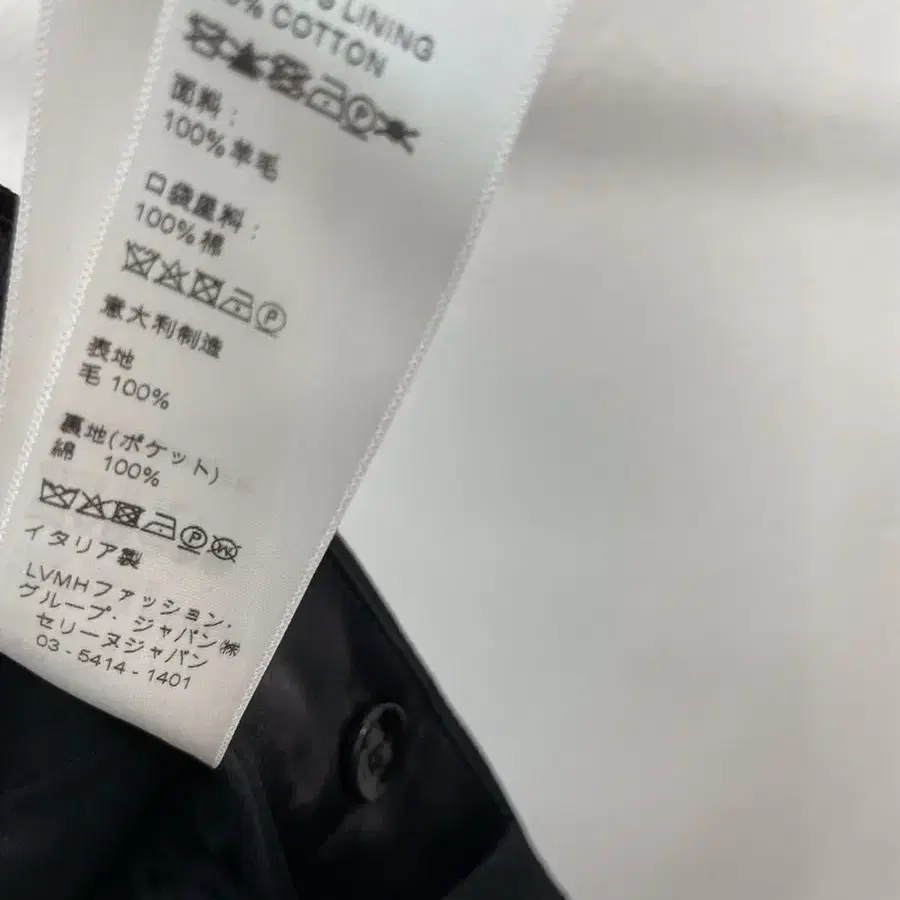 LINING
% COTTON
面料：
100% 羊毛
口袋里料：
100% 棉
意大利制造
表地
毛 100%
裏地(ポケット)
綿 100%
イタリア製
LVMHファッション・
グループ・ジャパン㈱
セリーヌジャパン
03-5414-1401